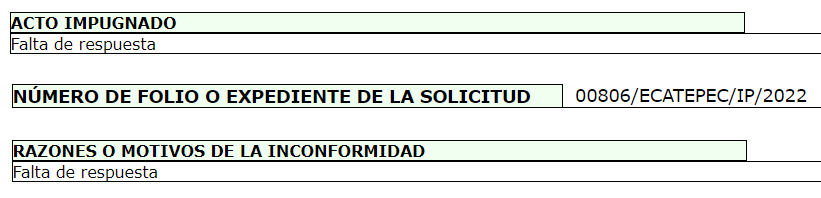 ACTO IMPUGNADO
Falta de respuesta
NÚMERO DE FOLIO O EXPEDIENTE DE LA SOLICITUD 00806/ECATEPEC/IP/2022
RAZONES O MOTIVOS DE LA INCONFORMIDAD
Falta de respuesta